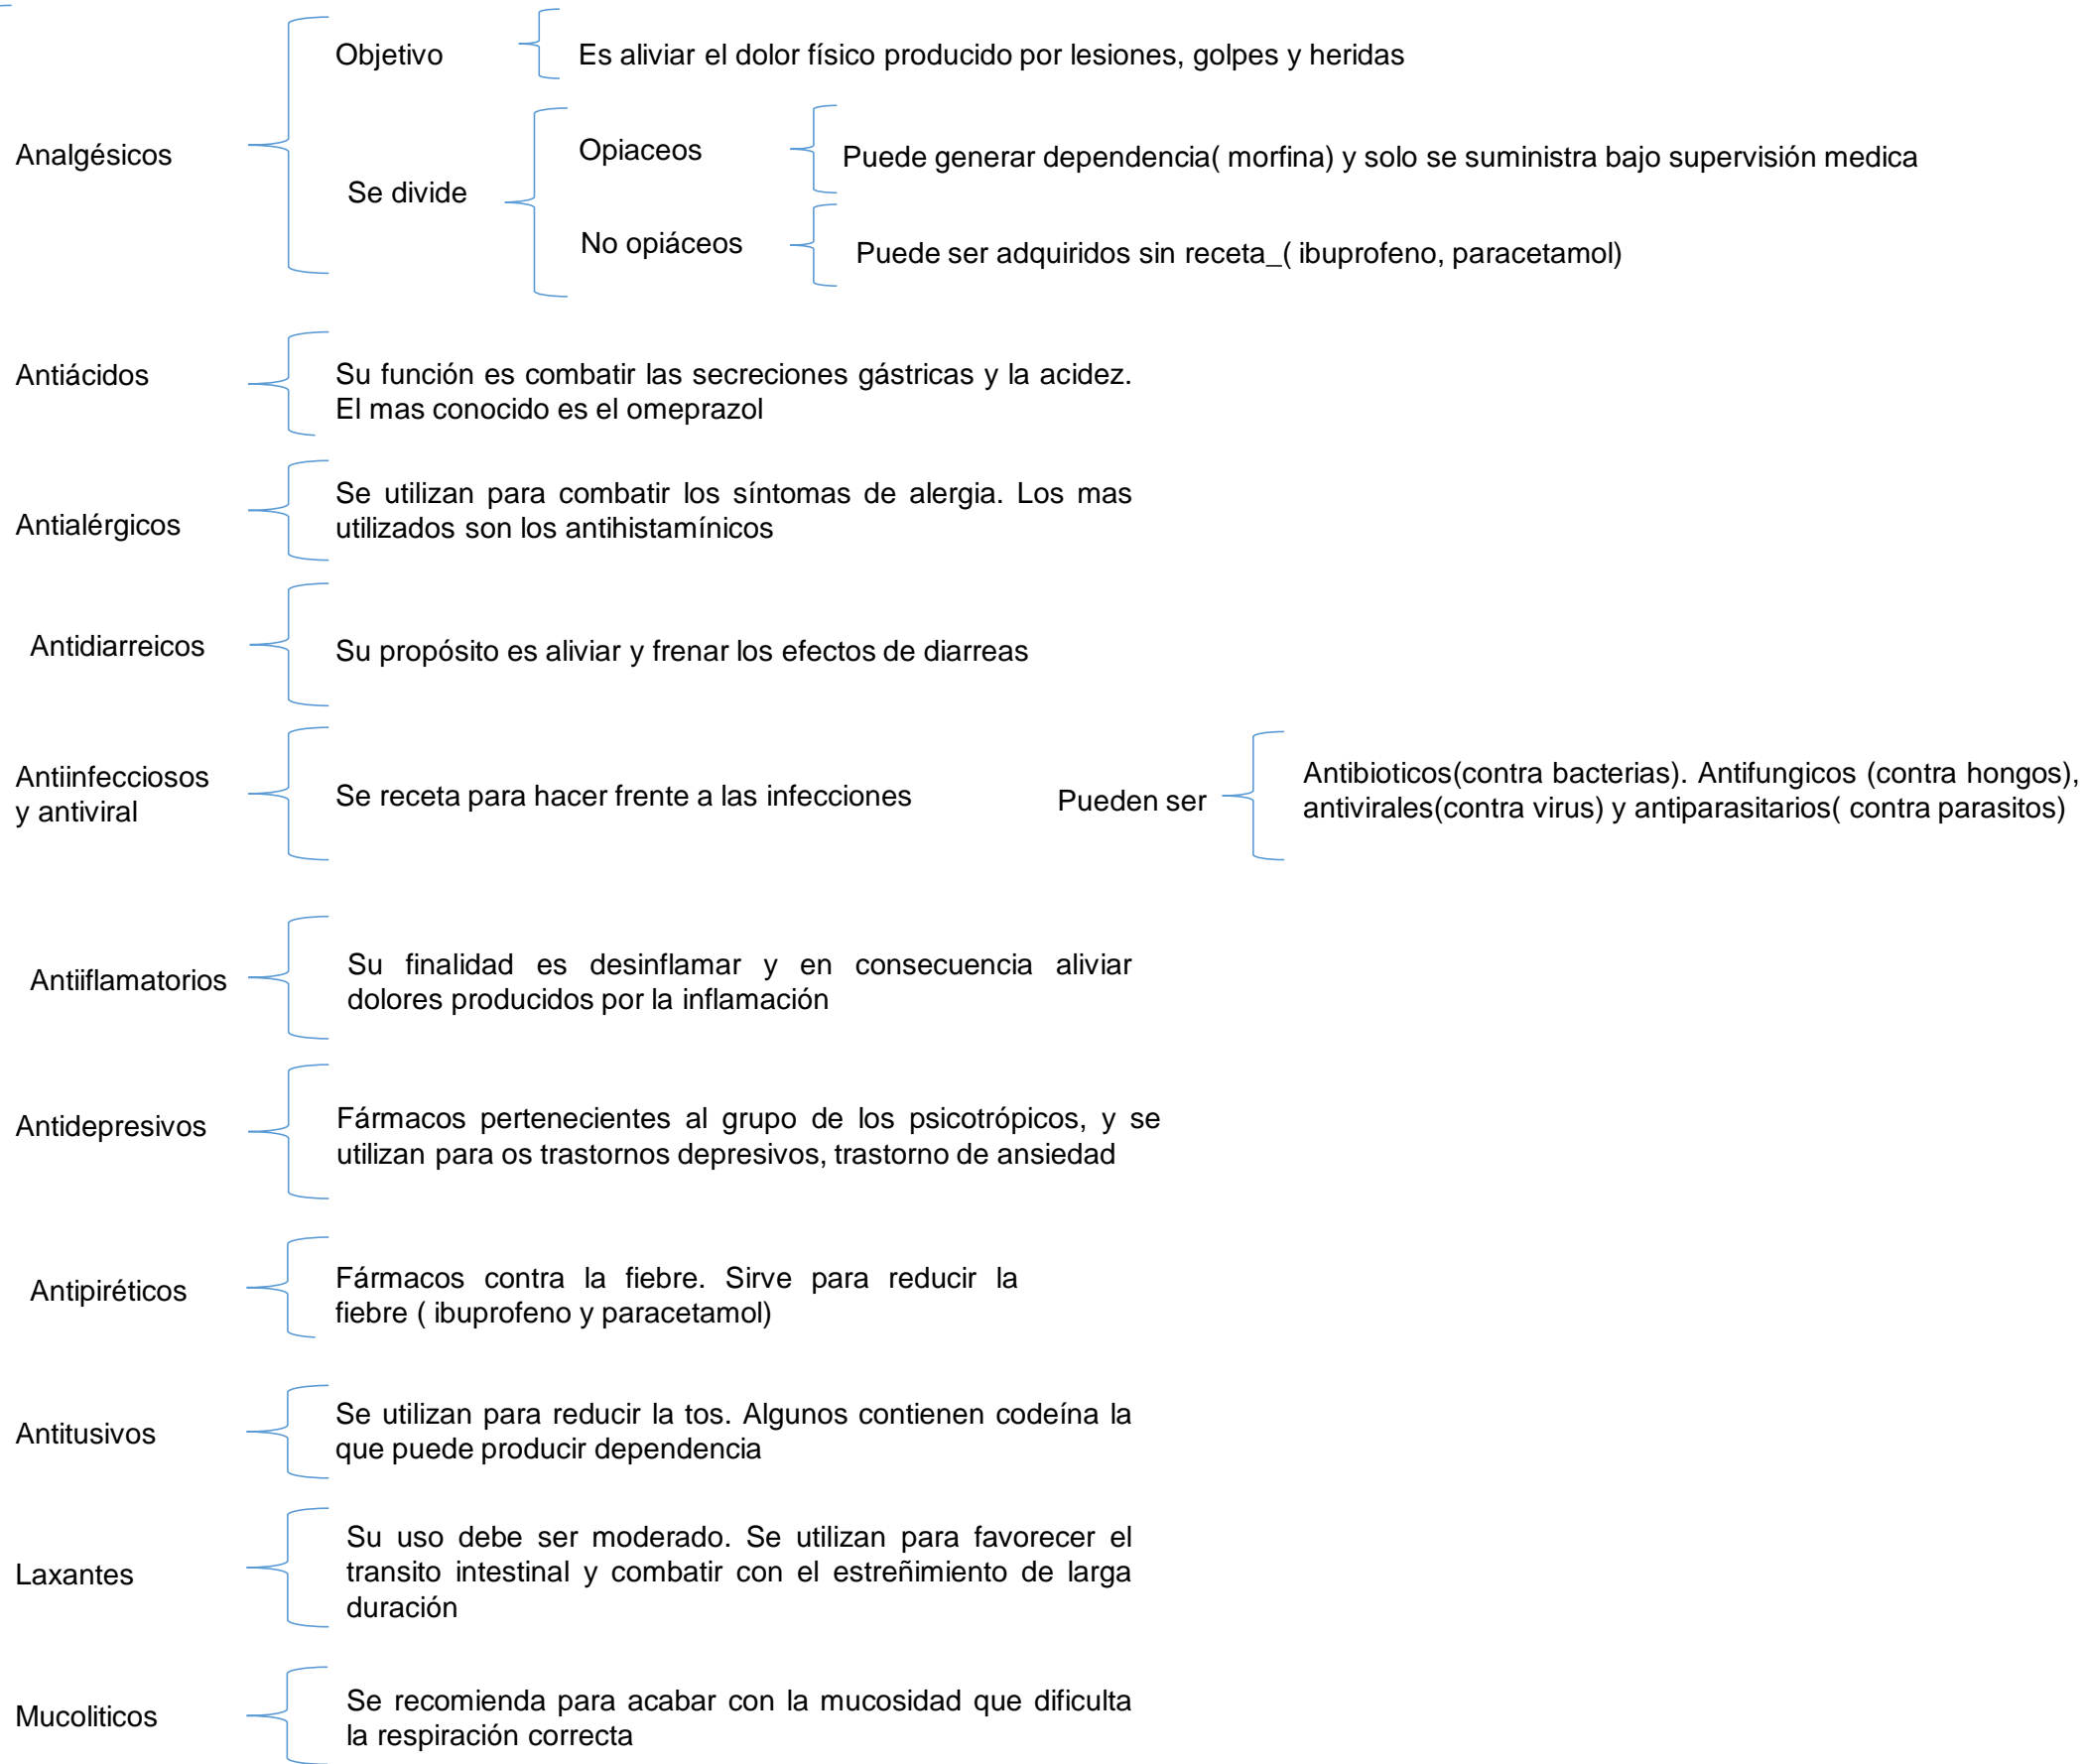 Objetivo
Es aliviar el dolor físico producido por lesiones, golpes y heridas
Analgésicos
Se divide
Opiaceos
Puede generar dependencia( morfina) y solo se suministra bajo supervisión medica
No opiáceos
Puede ser adquiridos sin receta_( ibuprofeno, paracetamol)
Antiácidos
Su función es combatir las secreciones gástricas y la acidez.
El mas conocido es el omeprazol
Antialérgicos
Se utilizan para combatir los síntomas de alergia. Los mas
utilizados son los antihistamínicos
Antidiarreicos
Su propósito es aliviar y frenar los efectos de diarreas
Antiinfecciosos
y antiviral
Se receta para hacer frente a las infecciones
Pueden ser
Antibioticos(contra bacterias). Antifungicos (contra hongos),
antivirales(contra virus) y antiparasitarios( contra parasitos)
Antiiflamatorios
Su finalidad es desinflamar y en consecuencia aliviar
dolores producidos por la inflamación
Antidepresivos
Fármacos pertenecientes al grupo de los psicotrópicos, y se
utilizan para os trastornos depresivos, trastorno de ansiedad
Antipiréticos
Fármacos contra la fiebre. Sirve para reducir la
fiebre ( ibuprofeno y paracetamol)
Antitusivos
Se utilizan para reducir la tos. Algunos contienen codeína la
que puede producir dependencia
Laxantes
Su uso debe ser moderado. Se utilizan para favorecer el
transito intestinal y combatir con el estreñimiento de larga
duración
Mucoliticos
Se recomienda para acabar con la mucosidad que dificulta
la respiración correcta